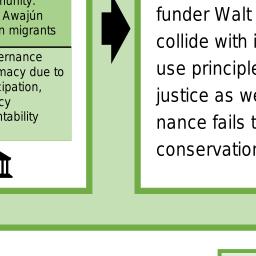 Awajún
n migrants
ernance
macy due to
cipation,
cy
ntability
funder Walt
collide with i
use principle
justice as we
nance fails t
conservation